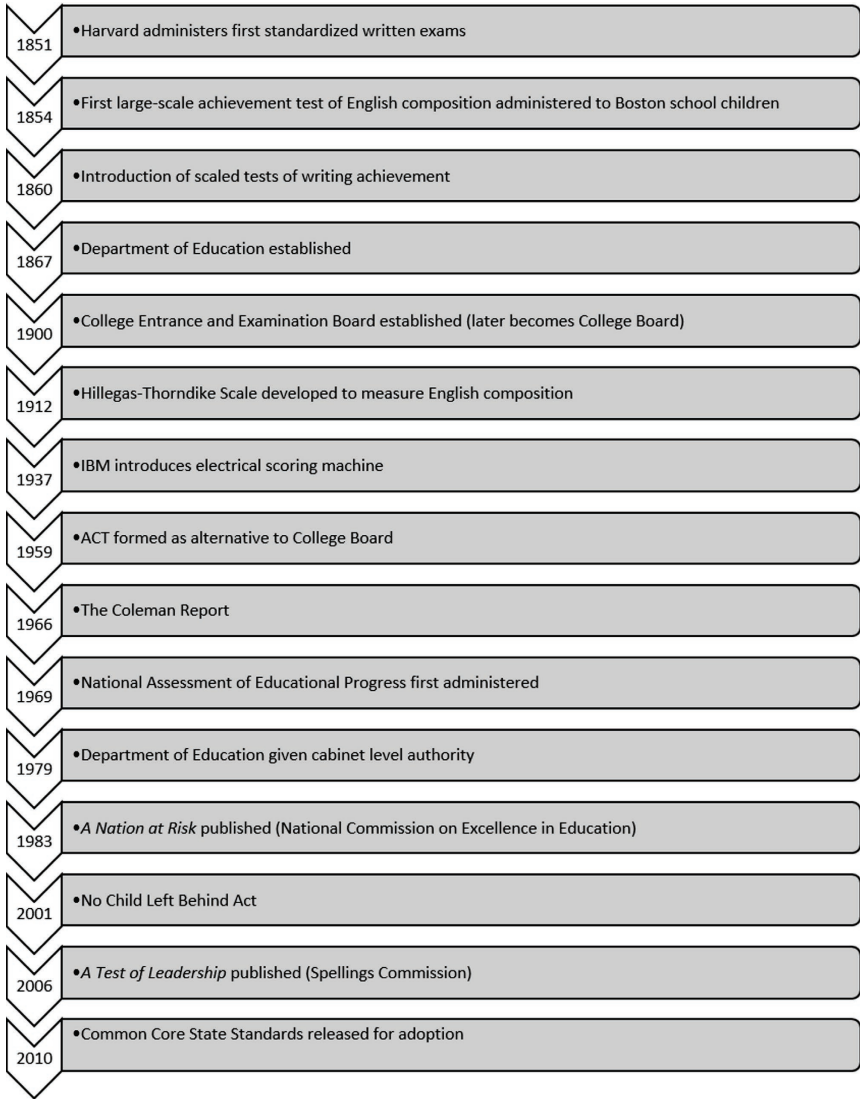 1851
•Harvard administers first standardized written exams
1854
•First large-scale achievement test of English composition administered to Boston school children
1860
•Introduction of scaled tests of writing achievement
1867
•Department of Education established
1900
•College Entrance and Examination Board established (later becomes College Board)
1912
•Hillegas-Thorndike Scale developed to measure English composition
1937
•IBM introduces electrical scoring machine
1959
•ACT formed as alternative to College Board
1966
•The Coleman Report
1969
•National Assessment of Educational Progress first administered
1979
•Department of Education given cabinet level authority
1983
•A Nation at Risk published (National Commission on Excellence in Education)
2001
•No Child Left Behind Act
2006
•A Test of Leadership published (Spellings Commission)
2010
•Common Core State Standards released for adoption